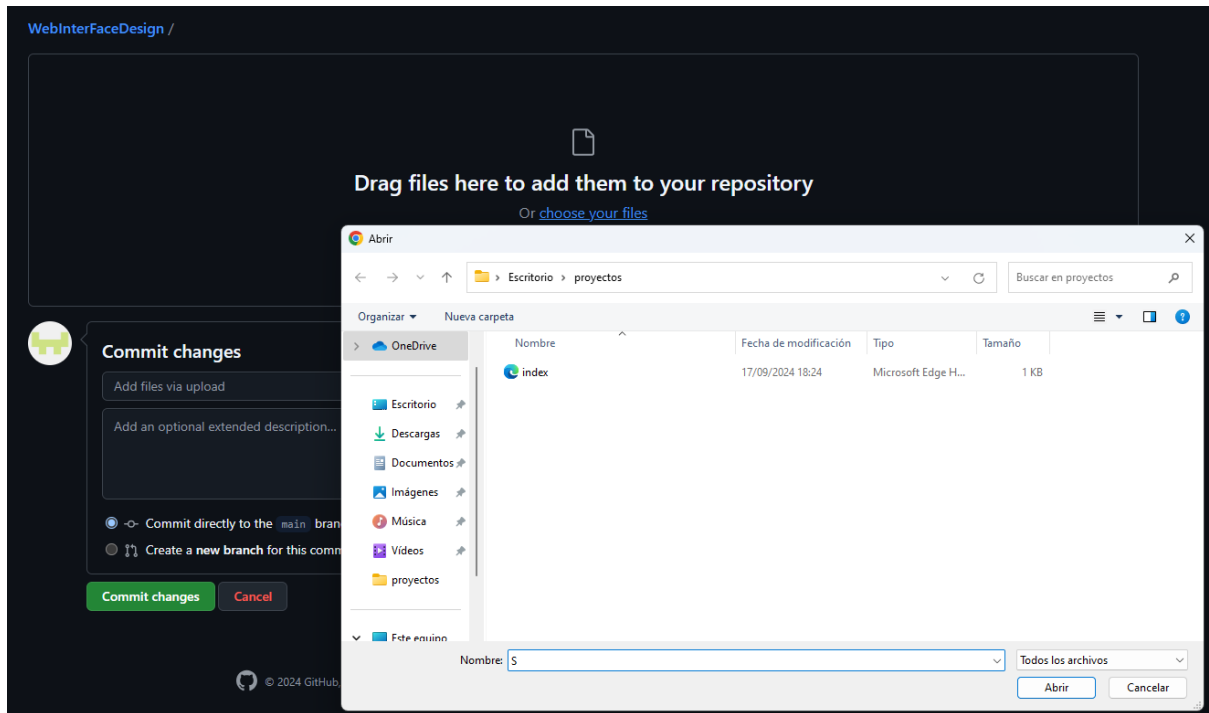 WebInterFaceDesign /
Drag files here to add them to your repository
Or choose your files
Commit changes
Add files via upload
Add an optional extended description...
Commit directly to the main bran
Create a new branch for this comm
Commit changes Cancel
© 2024 GitHub,
Abrir
Escritorio > proyectos
Buscar en proyectos
Organizar Nueva carpeta
Nombre Fecha de modificación Tipo Tamaño
index 17/09/2024 18:24 Microsoft Edge H... 1 KB
OneDrive
Escritorio
Descargas
Documentos
Imágenes
Música
Vídeos
proyectos
Este equipo
Nombre: S Todos los archivos
Abrir Cancelar